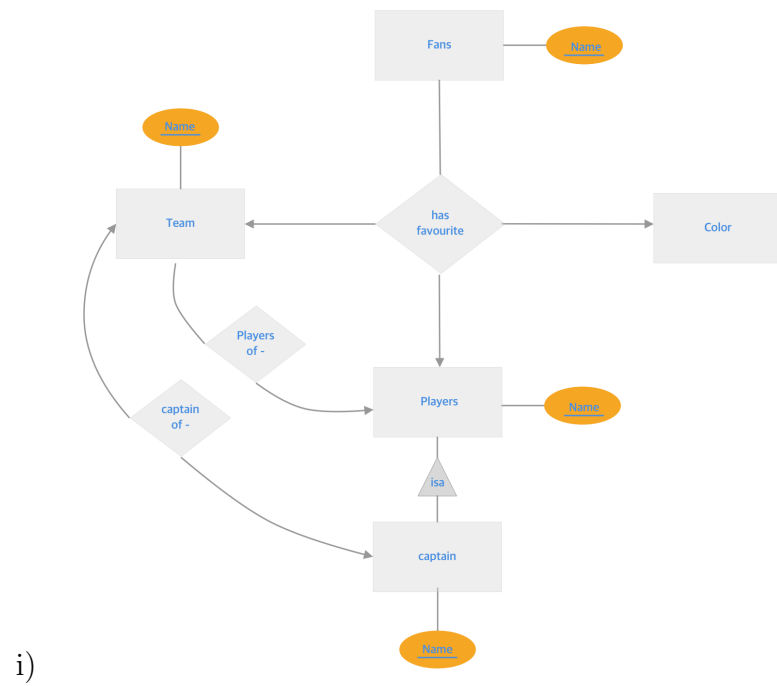 Fans
Name
Name
Team
has
favourite
Color
Players
of -
Players
Name
captain
of -
isa
captain
Name
i)